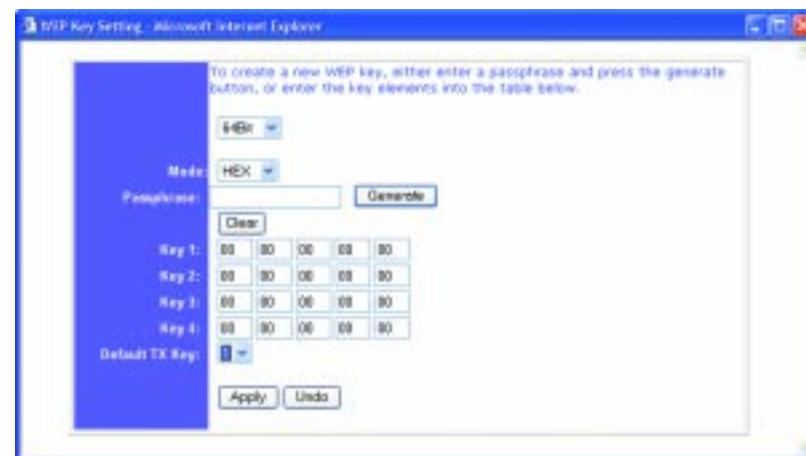 WEP Key Setting - Microsoft Internet Explorer
To create a new WEP key, either enter a passphrase and press the generate
button, or enter the key elements into the table below.
64Bit
Mode: HEX
Passphrase: Generate
Clear
Key 1: 00 00 00 00 00
Key 2: 00 00 00 00 00
Key 3: 00 00 00 00 00
Key 4: 00 00 00 00 00
Default TX Key: 1
Apply Undo